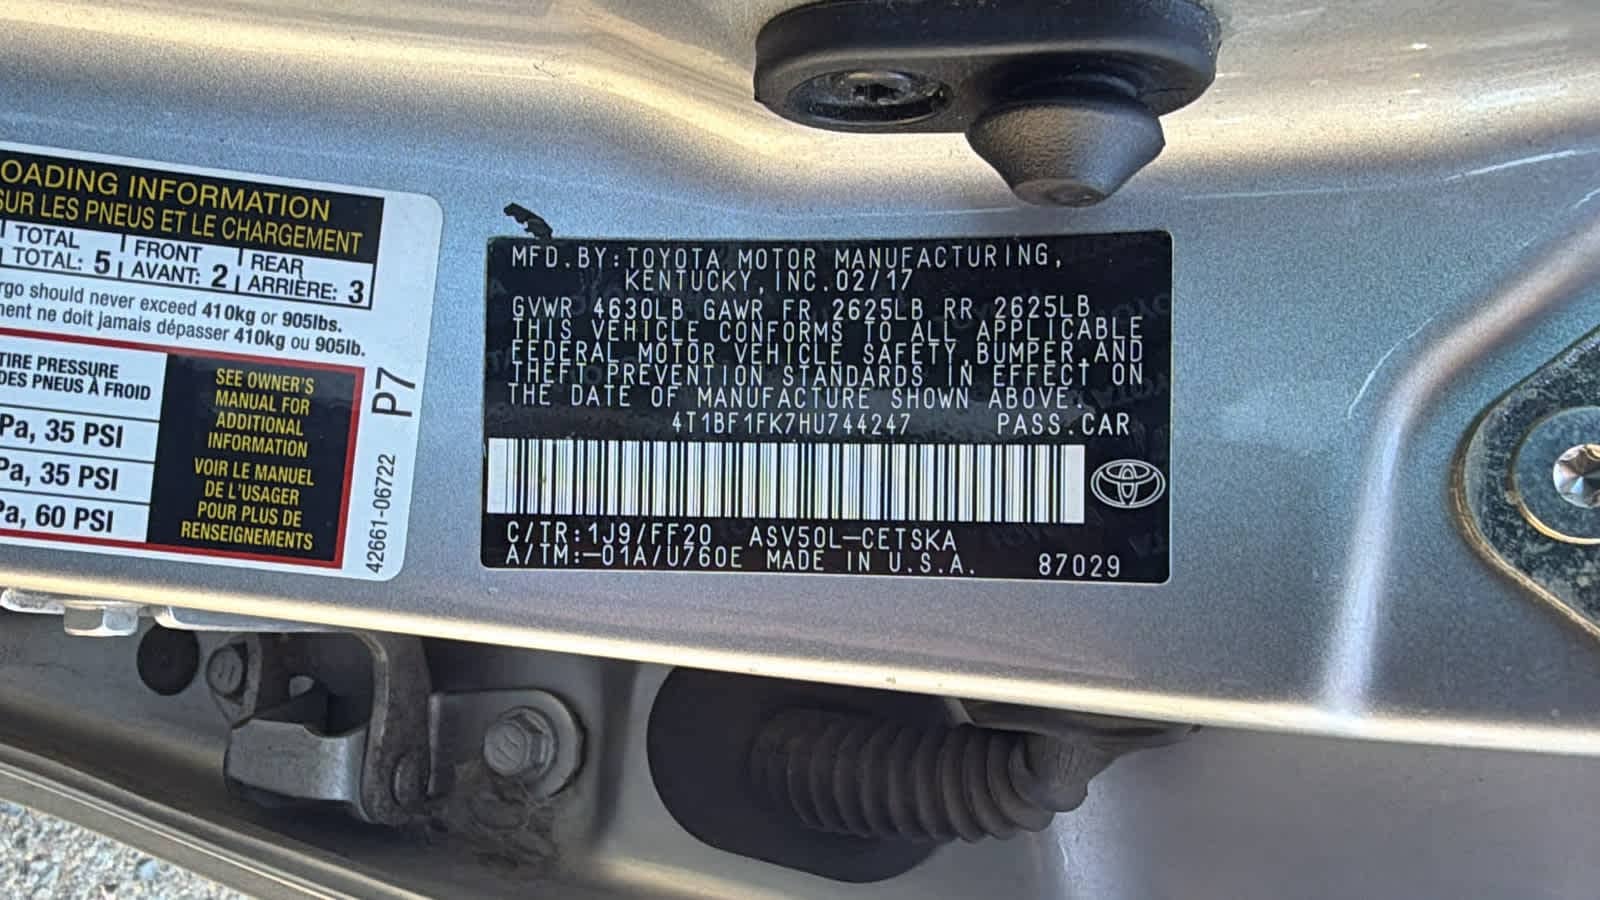 OADING INFORMATION
SUR LES PNEUS ET LE CHARGEMENT
TOTAL FRONT REAR
TOTAL: 5 AVANT: 2 ARRIÈRE: 3
rgo should never exceed 410kg or 905lbs.
ment ne doit jamais dépasser 410kg ou 905lb.
TIRE PRESSURE
DES PNEUS À FROID
Pa, 35 PSI
Pa, 35 PSI
Pa, 60 PSI
SEE OWNER'S
MANUAL FOR
ADDITIONAL
INFORMATION
VOIR LE MANUEL
DE L'USAGER
POUR PLUS DE
RENSEIGNEMENTS
P7
42661-06722
MFD.BY:TOYOTA MOTOR MANUFACTURING,
KENTUCKY,INC.02/17
GVWR 4630LB GAWR FR 2625LB RR 2625LB
THIS VEHICLE CONFORMS TO ALL APPLICABLE
FEDERAL MOTOR VEHICLE SAFETY,BUMPER,AND
THEFT PREVENTION STANDARDS IN EFFECT ON
THE DATE OF MANUFACTURE SHOWN ABOVE.
4T1BF1FK7HU744247 PASS.CAR
C/TR:1J9/FF20 ASV50L-CETSKA
A/TM:-01A/U760E MADE IN U.S.A. 87029